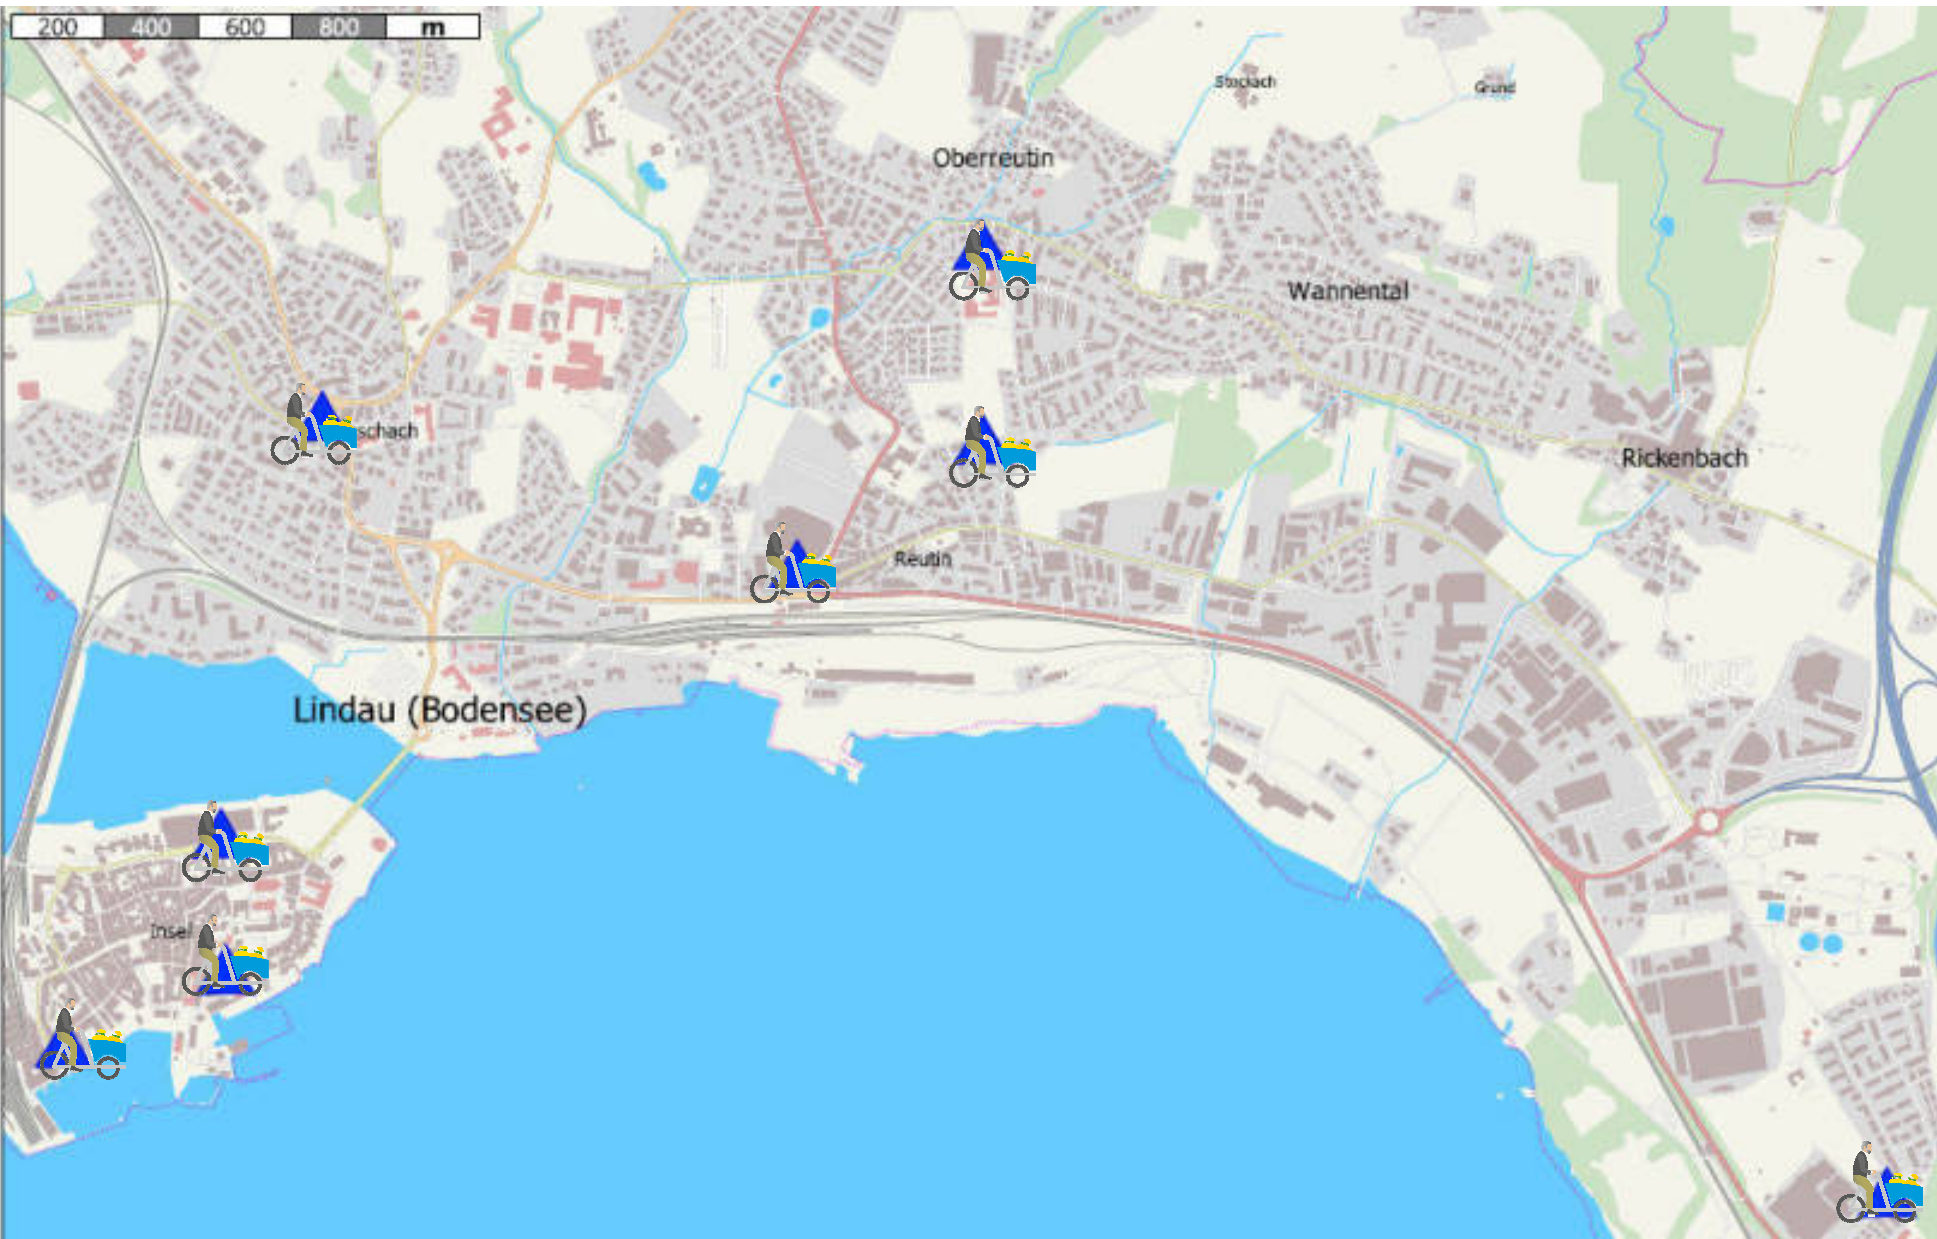 200 400 600 800 m
Stockach
Grund
Oberreutin
Wannental
schach
Rickenbach
Reutin
Lindau (Bodensee)
Insel